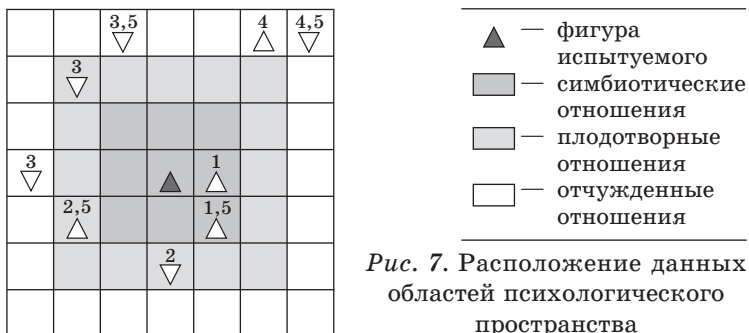 3,5 4 4,5
3
3 1
2,5 1,5
2
— фигура
испытуемого
— симбиотические
отношения
— плодотворные
отношения
— отчужденные
отношения
Рис. 7. Расположение данных
областей психологического
пространства